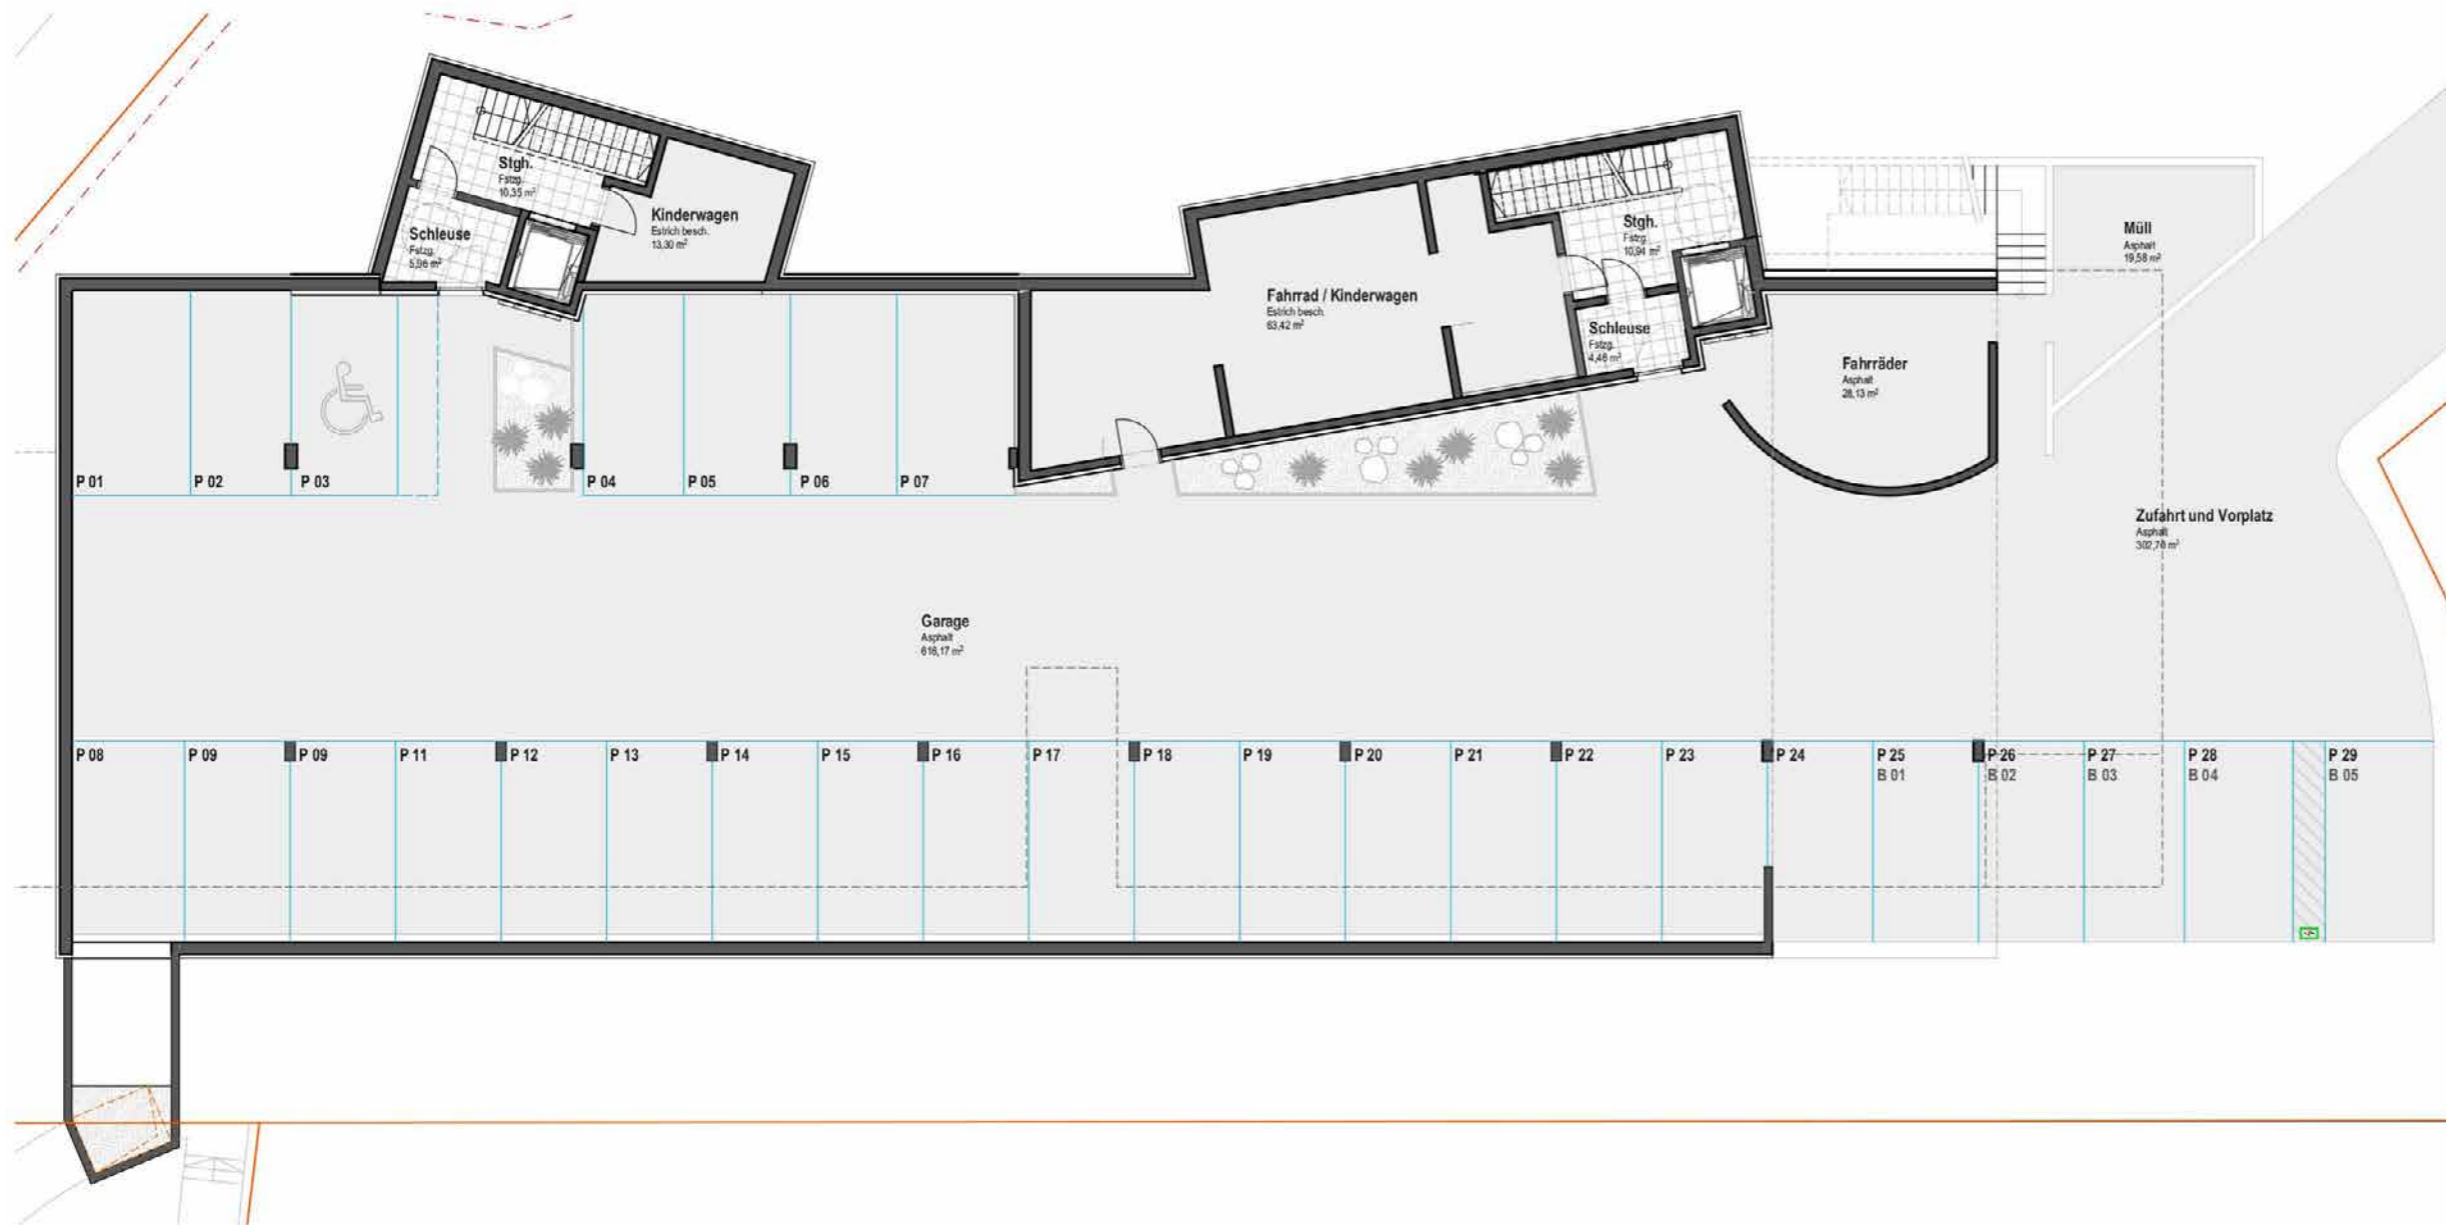 Stgh.
Fstzg.
10,35 m²
Kinderwagen
Estrich besch.
13,30 m²
Schleuse
Fstzg.
5,96 m²
Stgh.
Fstzg.
10,94 m²
Müll
Asphalt
19,58 m²
Fahrrad / Kinderwagen
Estrich besch.
63,42 m²
Schleuse
Fstzg.
4,46 m²
Fahrräder
Asphalt
28,13 m²
P 01
P 02
P 03
P 04
P 05
P 06
P 07
Zufahrt und Vorplatz
Asphalt
302,70 m²
Garage
Asphalt
616,17 m²
P 08
P 09
P 09
P 11
P 12
P 13
P 14
P 15
P 16
P 17
P 18
P 19
P 20
P 21
P 22
P 23
P 24
P 25
B 01
P 26
B 02
P 27
B 03
P 28
B 04
P 29
B 05